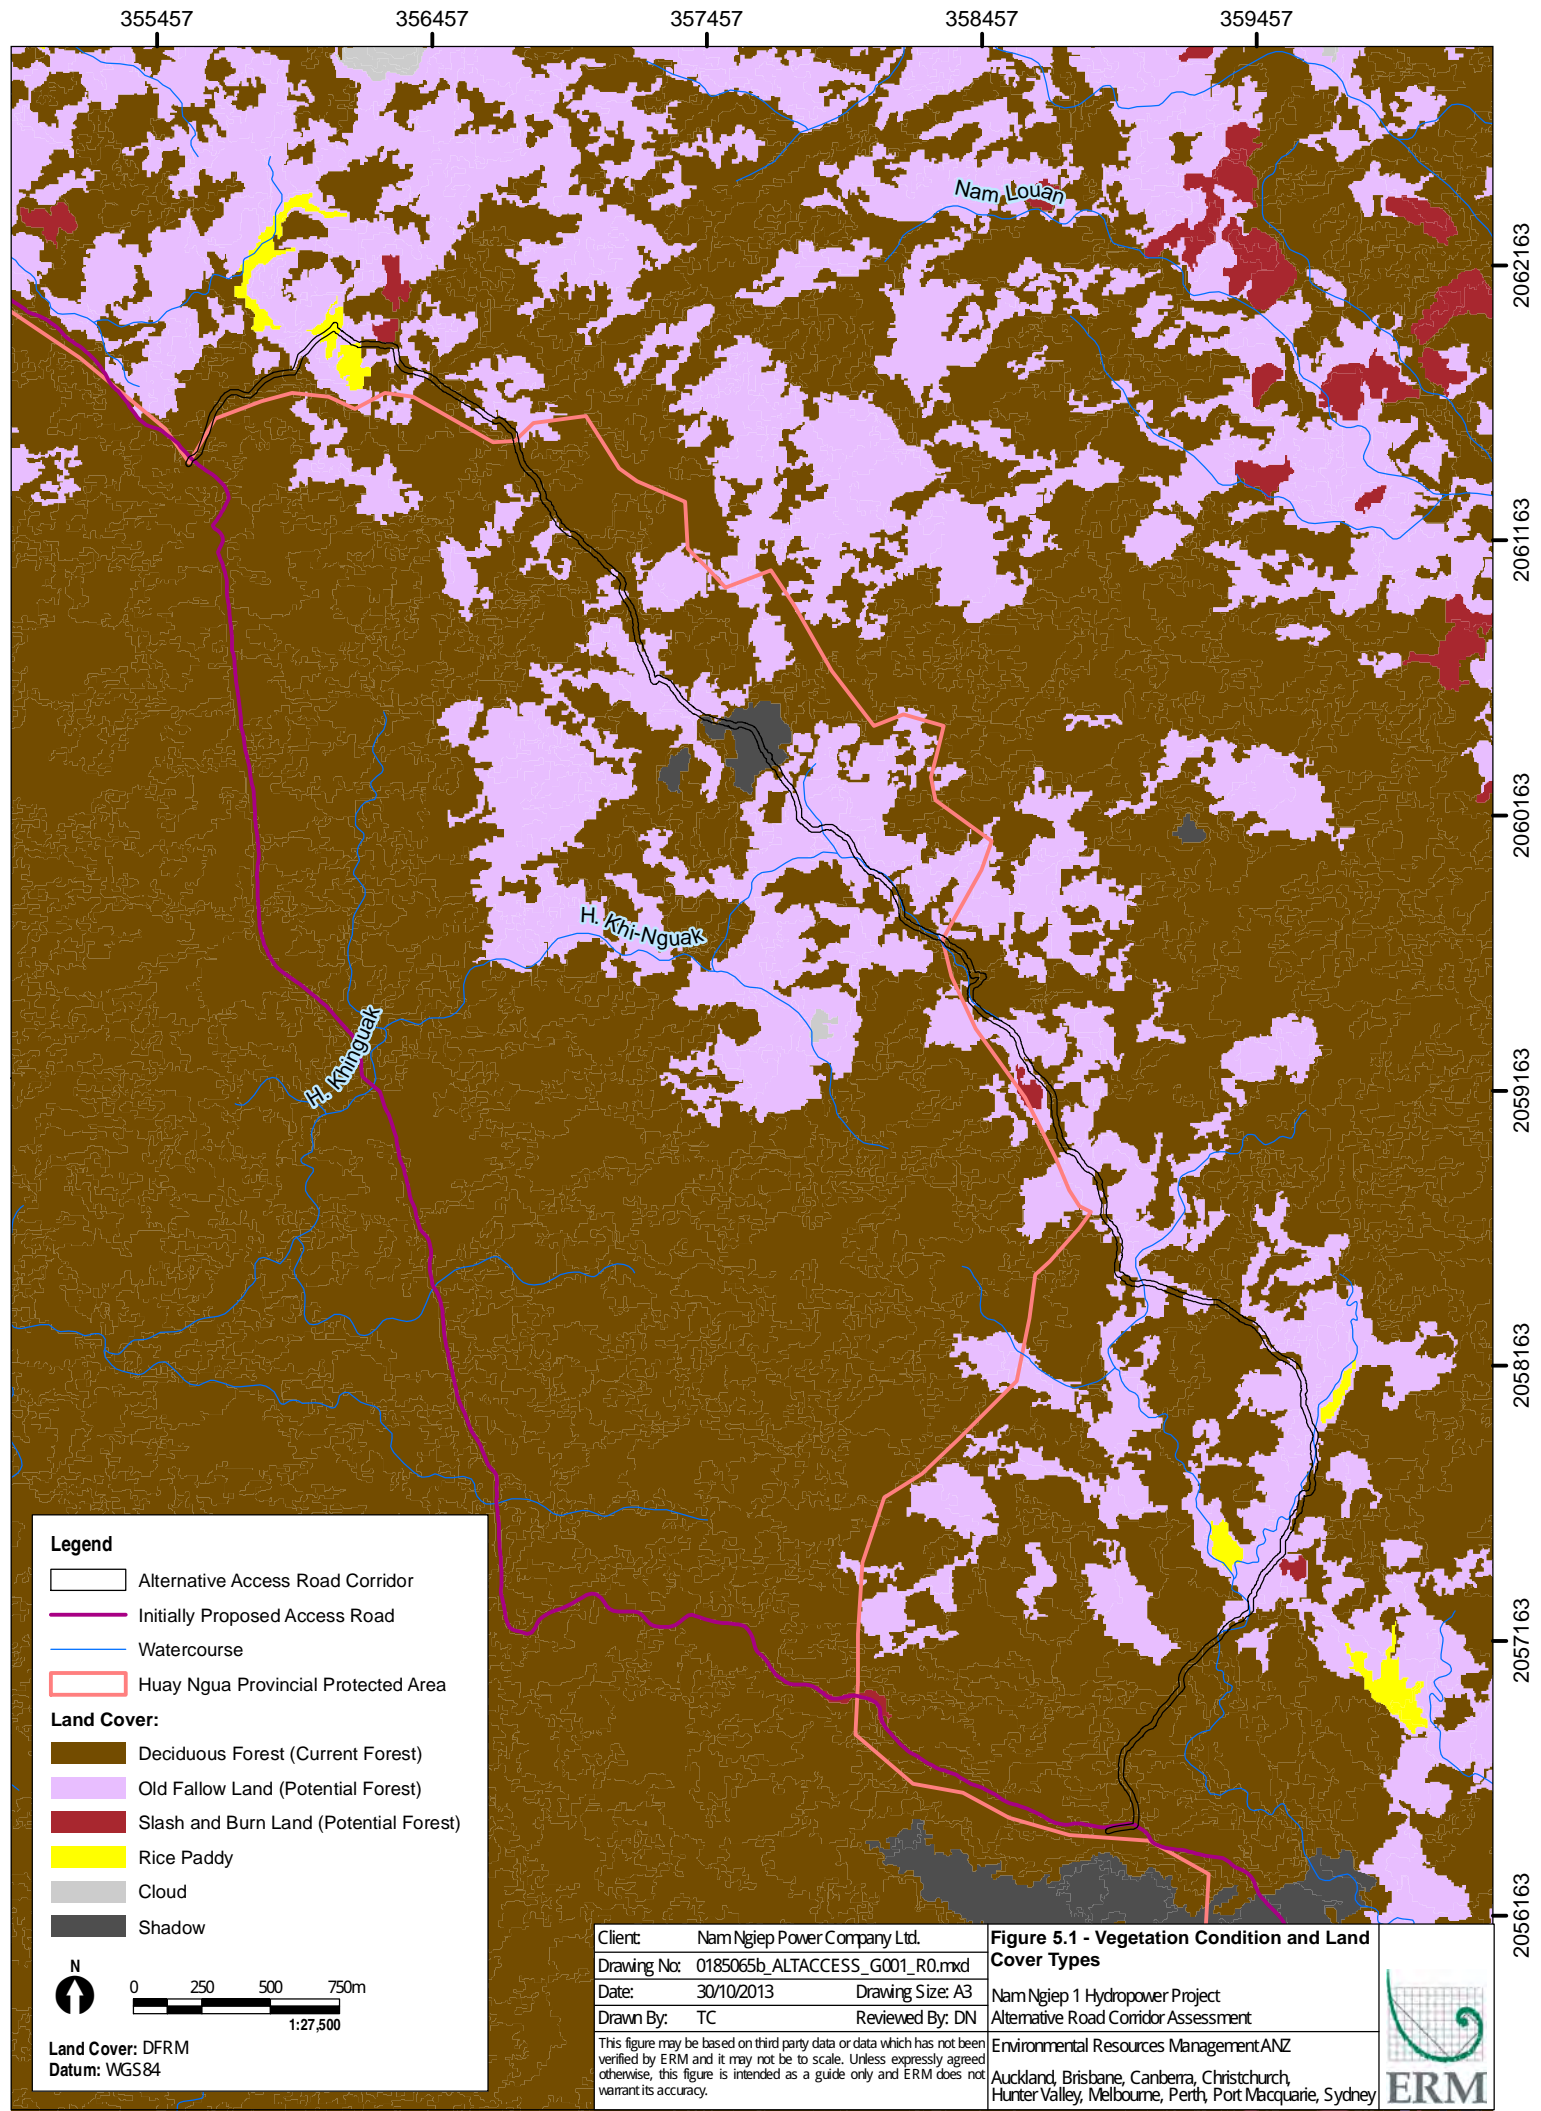 355457 356457 357457 358457 359457
Nam Louan
2062163
2061163
2060163
H. Khi-Nguak
H. Khinguak
2059163
2058163
2057163
2056163
Legend
Alternative Access Road Corridor
Initially Proposed Access Road
Watercourse
Huay Ngua Provincial Protected Area
Land Cover:
Deciduous Forest (Current Forest)
Old Fallow Land (Potential Forest)
Slash and Burn Land (Potential Forest)
Rice Paddy
Cloud
Shadow
N
0 250 500 750m
1:27,500
Land Cover: DFRM
Datum: WGS84
Client: Nam Ngiep Power Company Ltd.
Drawing No: 0185065b_ALTACCESS_G001_R0.mxd
Date: 30/10/2013 Drawing Size: A3
Drawn By: TC Reviewed By: DN
This figure may be based on third party data or data which has not been
verified by ERM and it may not be to scale. Unless expressly agreed
otherwise, this figure is intended as a guide only and ERM does not
warrant its accuracy.
Figure 5.1 - Vegetation Condition and Land
Cover Types
Nam Ngiep 1 Hydropower Project
Alternative Road Corridor Assessment
Environmental Resources Management ANZ
Auckland, Brisbane, Canberra, Christchurch,
Hunter Valley, Melbourne, Perth, Port Macquarie, Sydney
ERM